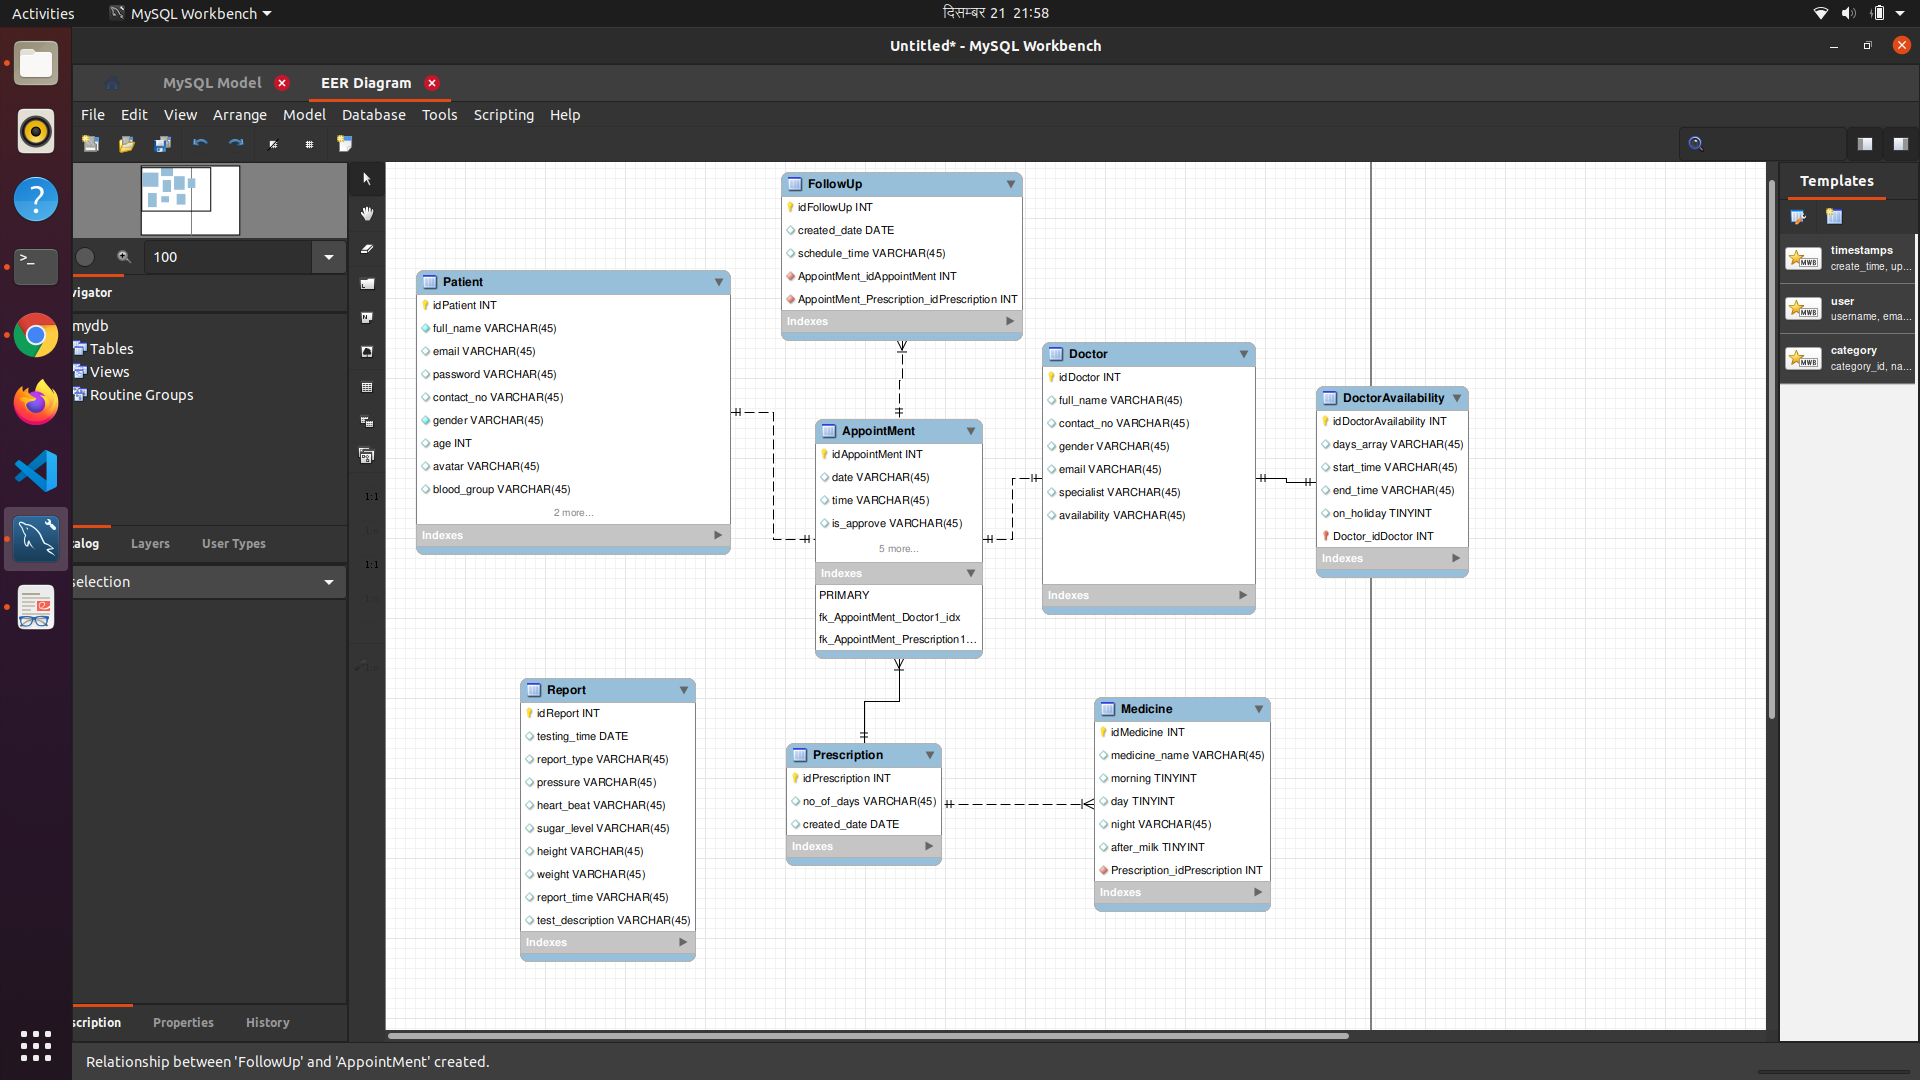 Activities
MySQL Workbench
दिसम्बर 21 21:58
Untitled* - MySQL Workbench
MySQL Model
EER Diagram
File Edit View Arrange Model Database Tools Scripting Help
100
vigator
mydb
Tables
Views
Routine Groups
alog Layers User Types
selection
scription Properties History
Relationship between 'FollowUp' and 'AppointMent' created.
1:1
1:1
FollowUp
idFollowUp INT
created_date DATE
schedule_time VARCHAR(45)
AppointMent_idAppointMent INT
AppointMent_Prescription_idPrescription INT
Indexes
Patient
idPatient INT
full_name VARCHAR(45)
email VARCHAR(45)
password VARCHAR(45)
contact_no VARCHAR(45)
gender VARCHAR(45)
age INT
avatar VARCHAR(45)
blood_group VARCHAR(45)
2 more...
Indexes
AppointMent
idAppointMent INT
date VARCHAR(45)
time VARCHAR(45)
is_approve VARCHAR(45)
5 more...
Indexes
PRIMARY
fk_AppointMent_Doctor1_idx
fk_AppointMent_Prescription1...
Doctor
idDoctor INT
full_name VARCHAR(45)
contact_no VARCHAR(45)
gender VARCHAR(45)
email VARCHAR(45)
specialist VARCHAR(45)
availability VARCHAR(45)
Indexes
DoctorAvailability
idDoctorAvailability INT
days_array VARCHAR(45)
start_time VARCHAR(45)
end_time VARCHAR(45)
on_holiday TINYINT
Doctor_idDoctor INT
Indexes
Report
idReport INT
testing_time DATE
report_type VARCHAR(45)
pressure VARCHAR(45)
heart_beat VARCHAR(45)
sugar_level VARCHAR(45)
height VARCHAR(45)
weight VARCHAR(45)
report_time VARCHAR(45)
test_description VARCHAR(45)
Indexes
Prescription
idPrescription INT
no_of_days VARCHAR(45)
created_date DATE
Indexes
Medicine
idMedicine INT
medicine_name VARCHAR(45)
morning TINYINT
day TINYINT
night VARCHAR(45)
after_milk TINYINT
Prescription_idPrescription INT
Indexes
Templates
MWB
timestamps
create_time, up...
MWB
user
username, ema...
MWB
category
category_id, na...